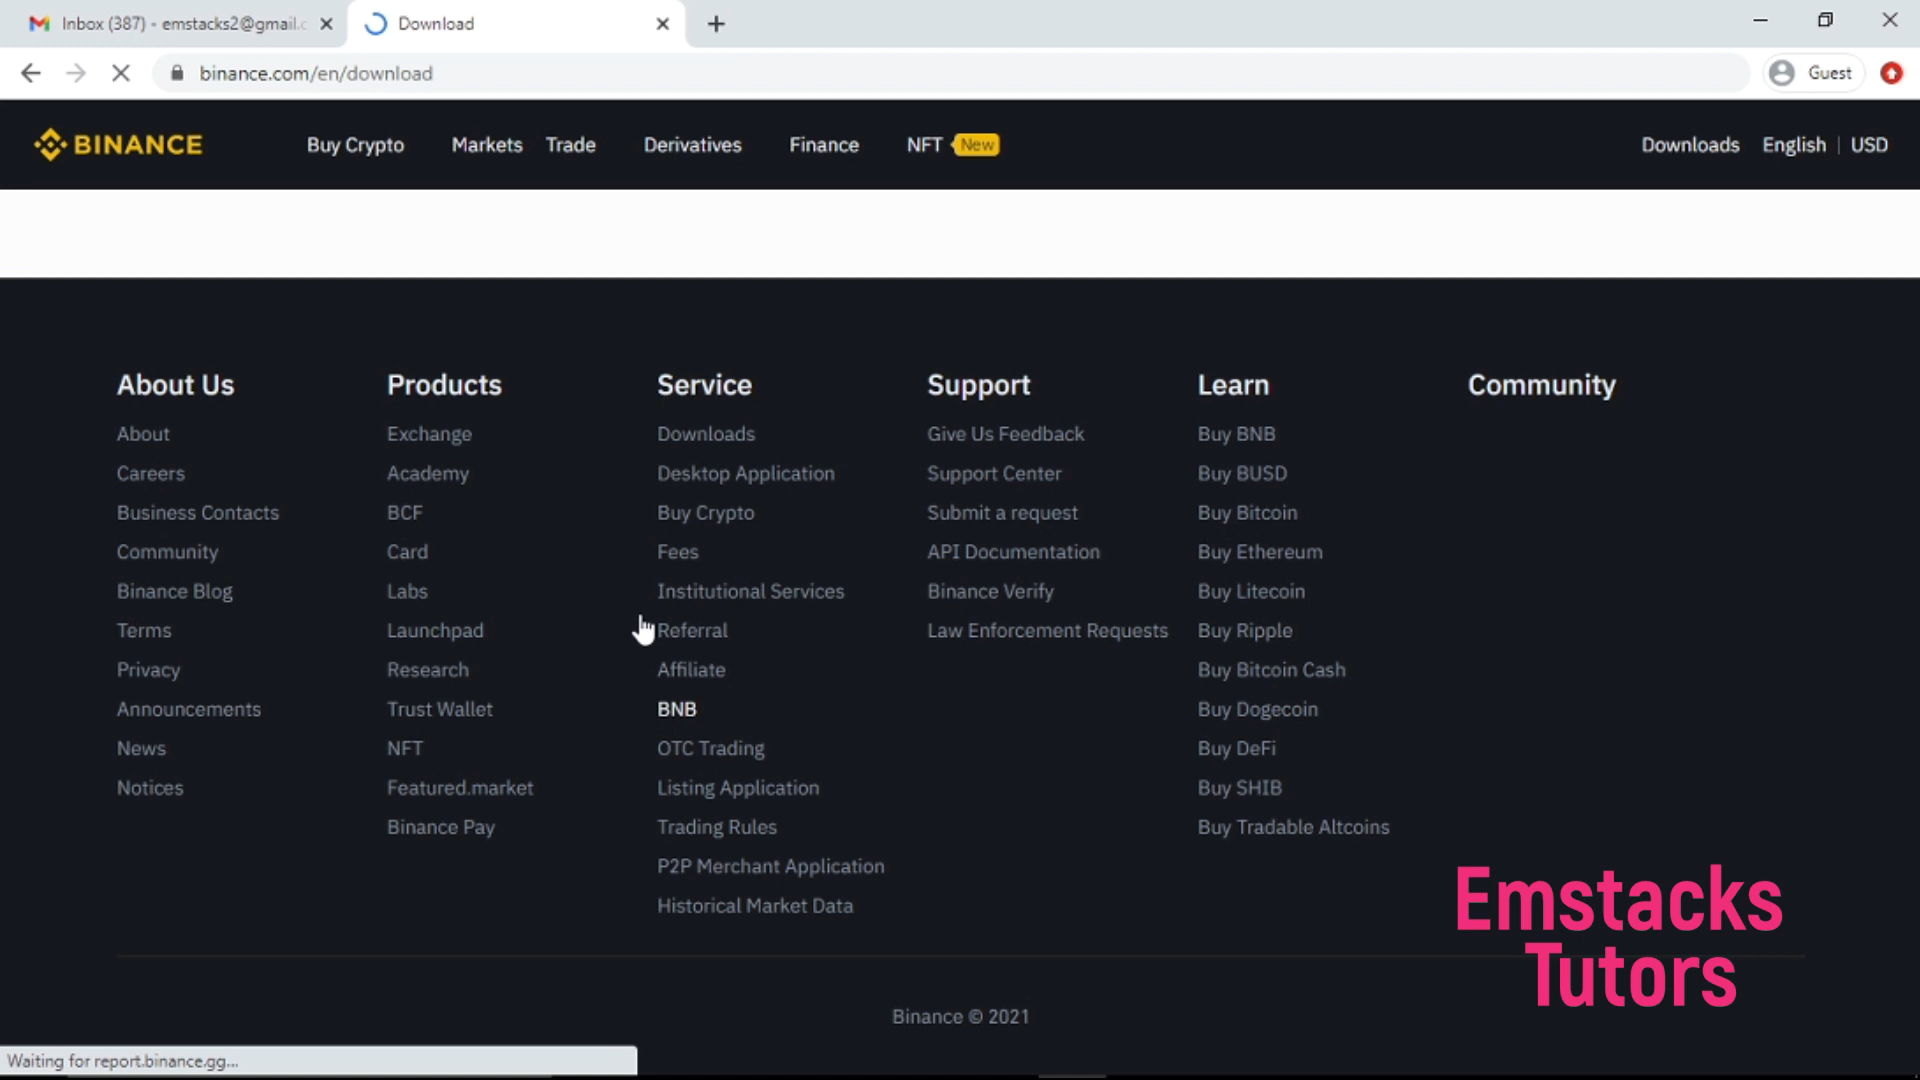 Inbox (387) - emstacks2@gmail.c
Download
binance.com/en/download
Guest
BINANCE
Buy Crypto
Markets
Trade
Derivatives
Finance
NFT New
Downloads
English | USD
About Us
About
Careers
Business Contacts
Community
Binance Blog
Terms
Privacy
Announcements
News
Notices
Products
Exchange
Academy
BCF
Card
Labs
Launchpad
Research
Trust Wallet
NFT
Featured.market
Binance Pay
Service
Downloads
Desktop Application
Buy Crypto
Fees
Institutional Services
Referral
Affiliate
BNB
OTC Trading
Listing Application
Trading Rules
P2P Merchant Application
Historical Market Data
Support
Give Us Feedback
Support Center
Submit a request
API Documentation
Binance Verify
Law Enforcement Requests
Learn
Buy BNB
Buy BUSD
Buy Bitcoin
Buy Ethereum
Buy Litecoin
Buy Ripple
Buy Bitcoin Cash
Buy Dogecoin
Buy DeFi
Buy SHIB
Buy Tradable Altcoins
Community
Emstacks
Tutors
Binance © 2021
Waiting for report.binance.gg...